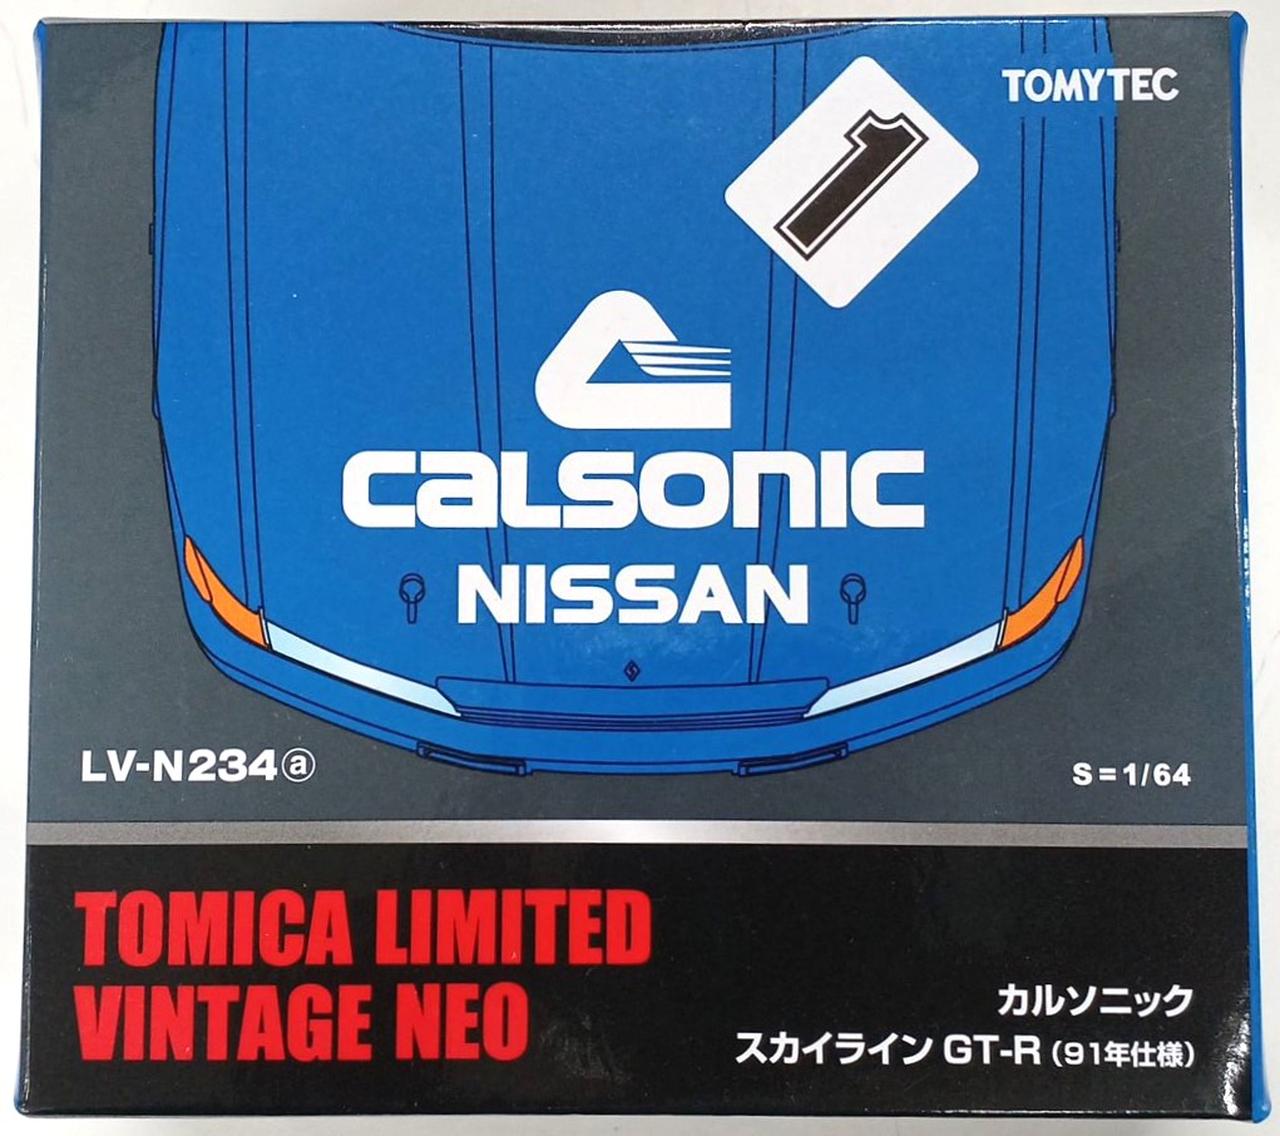 TOMYTEC
1
CALSONIC
NISSAN
LV-N234ⓐ
S=1/64
TOMICA LIMITED
VINTAGE NEO
カルソニック
スカイライン GT-R (91年仕様)